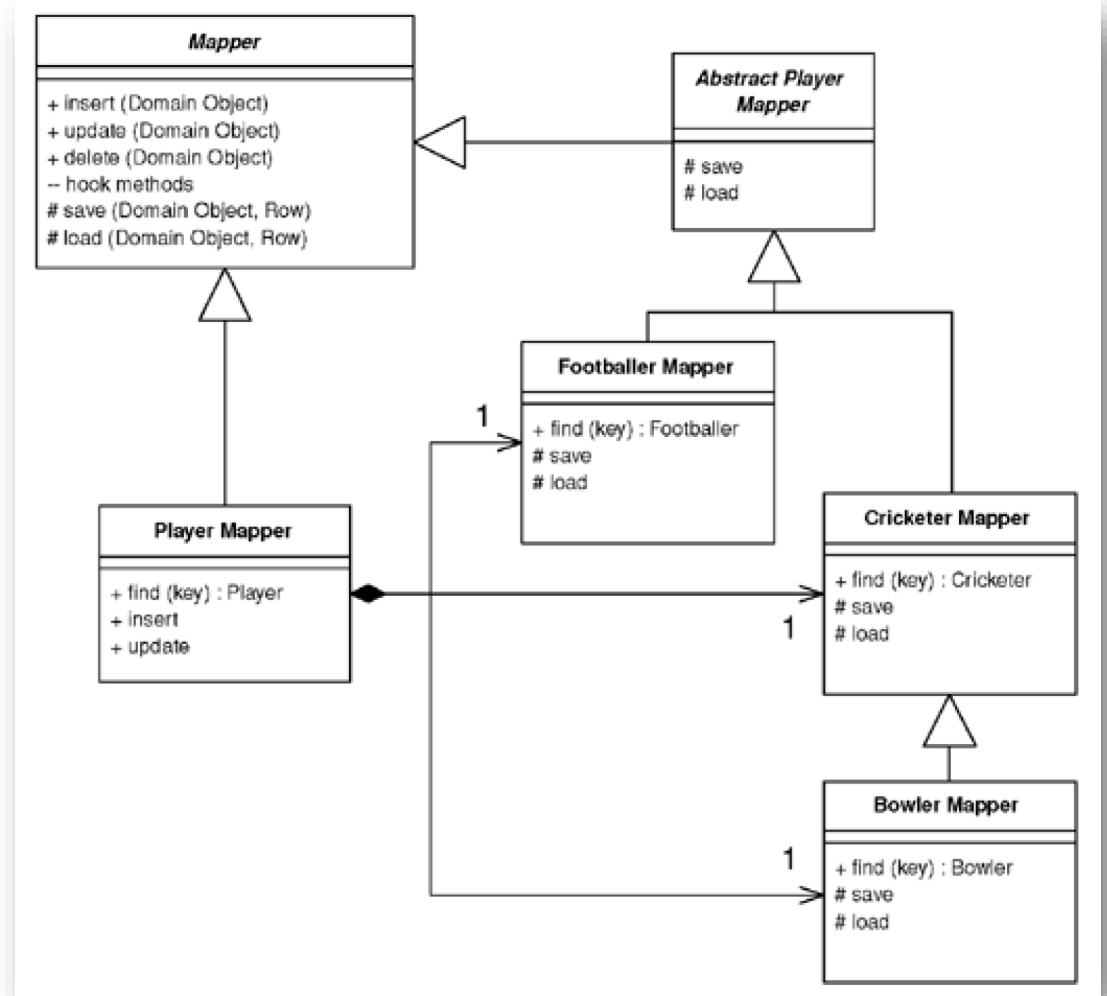 Mapper
+ insert (Domain Object)
+ update (Domain Object)
+ delete (Domain Object)
-- hook methods
# save (Domain Object, Row)
# load (Domain Object, Row)
Abstract Player
Mapper
# save
# load
Footballer Mapper
+ find (key) : Footballer
# save
# load
1
Player Mapper
+ find (key) : Player
+ insert
+ update
Cricketer Mapper
+ find (key) : Cricketer
# save
# load
1
Bowler Mapper
+ find (key) : Bowler
# save
# load
1